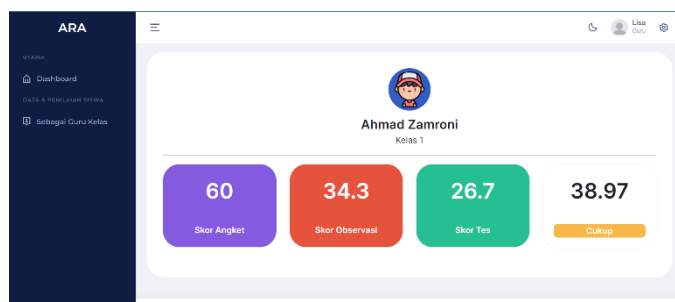 ARA
Lisa
Guru
UTAMA
Dashboard
DATA & PENILAIAN SISWA
Sebagai Guru Kelas
Ahmad Zamroni
Kelas 1
60
Skor Angket
34.3
Skor Observasi
26.7
Skor Tes
38.97
Cukup